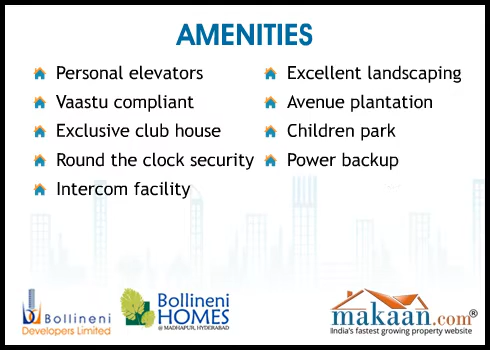 AMENITIES
Personal elevators
Vaastu compliant
Exclusive club house
Round the clock security
Intercom facility
Excellent landscaping
Avenue plantation
Children park
Power backup
Bollineni
Developers Limited
Bollineni
HOMES
@ MADHAPUR, HYDERABAD
makaan.com®
India's fastest growing property website